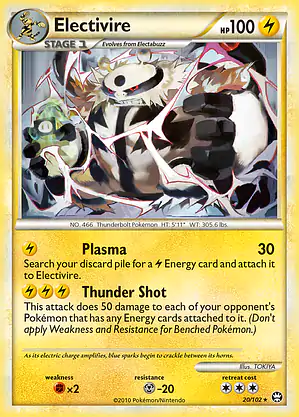 Electivire HP100
STAGE 1 Evolves from Electabuzz
NO. 466 Thunderbolt Pokémon HT: 5'11" WT: 305.6 lbs.
Plasma 30
Search your discard pile for a Energy card and attach it
to Electivire.
Thunder Shot
This attack does 50 damage to each of your opponent's
Pokémon that has any Energy cards attached to it. (Don't
apply Weakness and Resistance for Benched Pokémon.)
As its electric charge amplifies, blue sparks begin to crackle between its horns.
Illus. TOKIYA
weakness resistance retreat cost
×2 -20
©2010 Pokémon/Nintendo 20/102